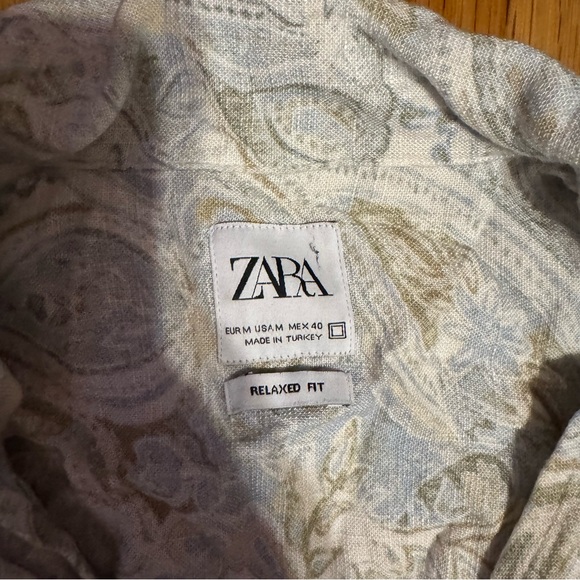 ZARA
EUR M USA M MEX 40
MADE IN TURKEY
RELAXED FIT